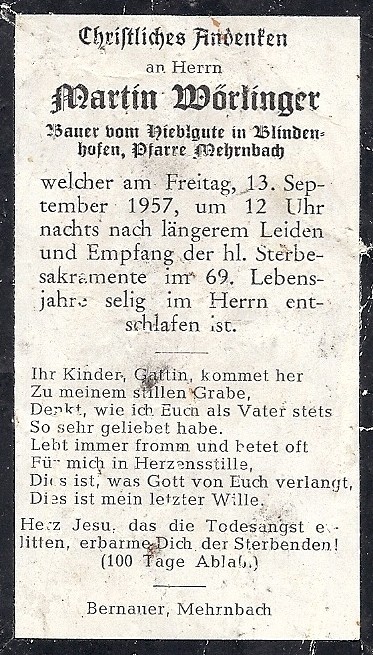 Christliches Andenken
an Herrn
Martin Wörlinger
Bauer vom Hieblgute in Blinden-
hofen, Pfarre Mehrnbach
welcher am Freitag, 13. Sep-
tember 1957, um 12 Uhr
nachts nach längerem Leiden
und Empfang der hl. Sterbe-
sakramente im 69. Lebens-
jahre selig im Herrn ent-
schlafen ist.
Ihr Kinder, Gattin, kommet her
Zu meinem stillen Grabe,
Denkt, wie ich Euch als Vater stets
So sehr geliebet habe.
Lebt immer fromm und betet oft
Für mich in Herzensstille,
Dies ist, was Gott von Euch verlangt,
Dies ist mein letzter Wille.
Herz Jesu, das die Todesangst er-
litten, erbarme Dich der Sterbenden!
(100 Tage Ablaß.)
Bernauer, Mehrnbach